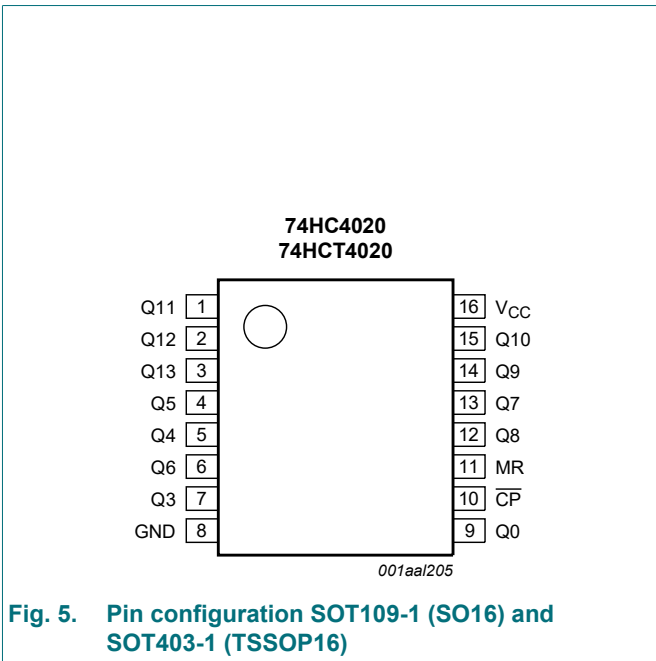 74HC4020
74HCT4020
Q11 1 16 VCC
Q12 2 15 Q10
Q13 3 14 Q9
Q5 4 13 Q7
Q4 5 12 Q8
Q6 6 11 MR
Q3 7 10 C̅P̅
GND 8 9 Q0
001aal205
Fig. 5. Pin configuration SOT109-1 (SO16) and
SOT403-1 (TSSOP16)